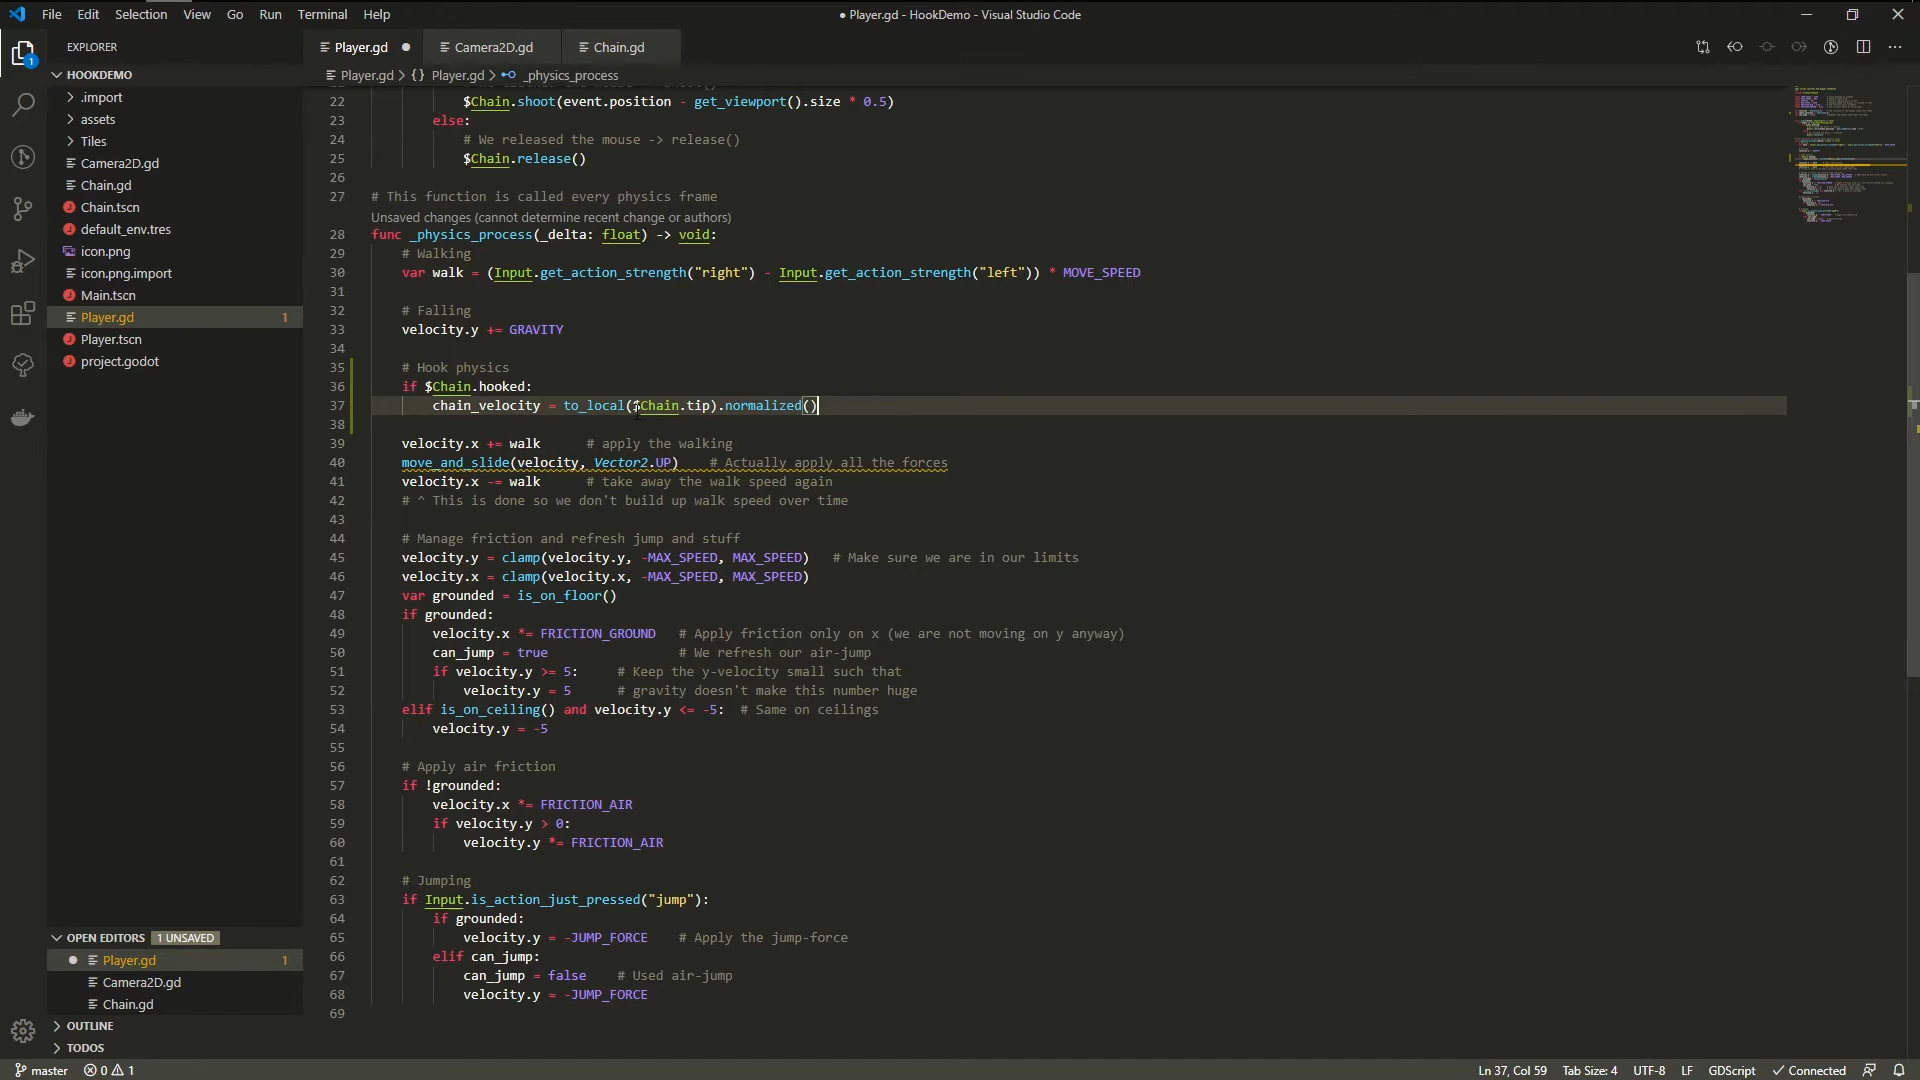 File Edit Selection View Go Run Terminal Help
● Player.gd - HookDemo - Visual Studio Code
EXPLORER
HOOKDEMO
.import
assets
Tiles
Camera2D.gd
Chain.gd
Chain.tscn
default_env.tres
icon.png
icon.png.import
Main.tscn
Player.gd 1
Player.tscn
project.godot
OPEN EDITORS 1 UNSAVED
Player.gd 1
Camera2D.gd
Chain.gd
OUTLINE
TODOS
1
Player.gd Camera2D.gd Chain.gd
Player.gd > {} Player.gd > _physics_process
22 $Chain.shoot(event.position - get_viewport().size * 0.5)
23 else:
24 # We released the mouse -> release()
25 $Chain.release()
26
27 # This function is called every physics frame
Unsaved changes (cannot determine recent change or authors)
28 func _physics_process(_delta: float) -> void:
29 # Walking
30 var walk = (Input.get_action_strength("right") - Input.get_action_strength("left")) * MOVE_SPEED
31
32 # Falling
33 velocity.y += GRAVITY
34
35 # Hook physics
36 if $Chain.hooked:
37 chain_velocity = to_local($Chain.tip).normalized()
38
39 velocity.x += walk # apply the walking
40 move_and_slide(velocity, Vector2.UP) # Actually apply all the forces
41 velocity.x -= walk # take away the walk speed again
42 # ^ This is done so we don't build up walk speed over time
43
44 # Manage friction and refresh jump and stuff
45 velocity.y = clamp(velocity.y, -MAX_SPEED, MAX_SPEED) # Make sure we are in our limits
46 velocity.x = clamp(velocity.x, -MAX_SPEED, MAX_SPEED)
47 var grounded = is_on_floor()
48 if grounded:
49 velocity.x *= FRICTION_GROUND # Apply friction only on x (we are not moving on y anyway)
50 can_jump = true # We refresh our air-jump
51 if velocity.y >= 5: # Keep the y-velocity small such that
52 velocity.y = 5 # gravity doesn't make this number huge
53 elif is_on_ceiling() and velocity.y <= -5: # Same on ceilings
54 velocity.y = -5
55
56 # Apply air friction
57 if !grounded:
58 velocity.x *= FRICTION_AIR
59 if velocity.y > 0:
60 velocity.y *= FRICTION_AIR
61
62 # Jumping
63 if Input.is_action_just_pressed("jump"):
64 if grounded:
65 velocity.y = -JUMP_FORCE # Apply the jump-force
66 elif can_jump:
67 can_jump = false # Used air-jump
68 velocity.y = -JUMP_FORCE
69
master 0 1
Ln 37, Col 59 Tab Size: 4 UTF-8 LF GDScript Connected